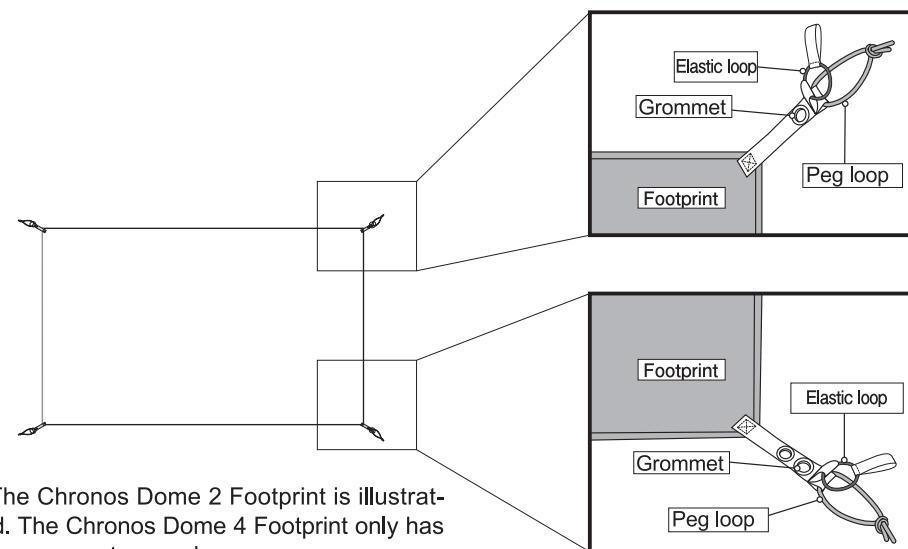 Elastic loop
Grommet
Peg loop
Footprint
Footprint
Elastic loop
Grommet
Peg loop
The Chronos Dome 2 Footprint is illustrat-
d. The Chronos Dome 4 Footprint only has